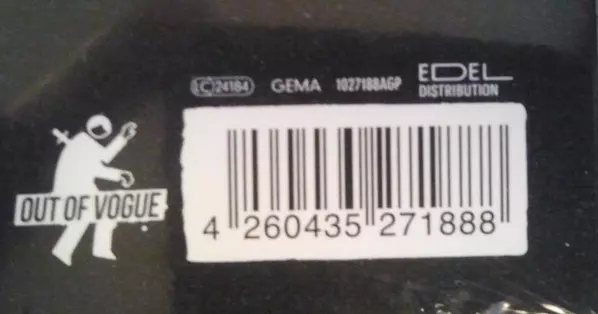 LC 24184 GEMA 1027188AGP EDEL
DISTRIBUTION
OUT OF VOGUE
4 260435 271888